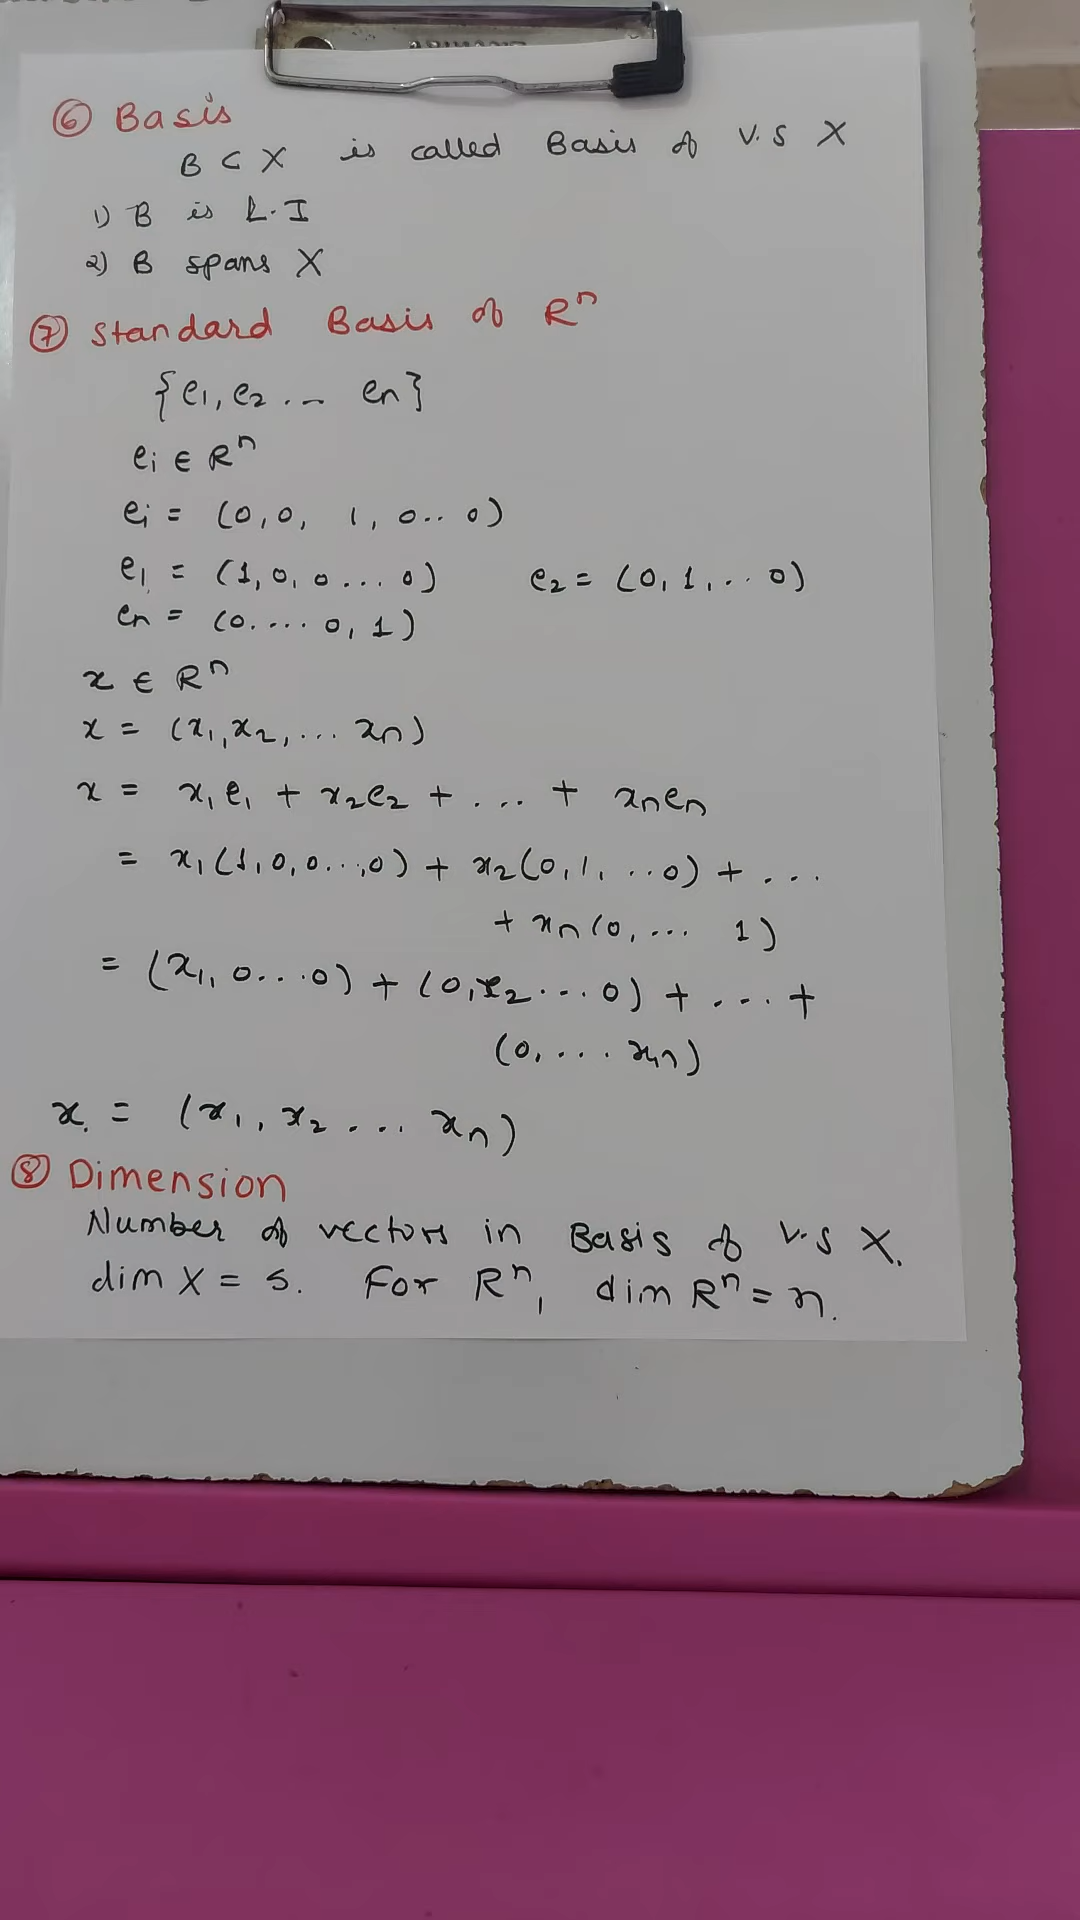 ⑥ Basis
B ⊂ X is called Basis of V.S X
1) B is L.I
2) B spans X
⑦ Standard Basis of Rⁿ
{e₁, e₂ ... eₙ}
eᵢ ∈ Rⁿ
eᵢ = (0,0, 1, 0.. 0)
e₁ = (1,0,0...0) e₂ = (0,1,..0)
eₙ = (0....0,1)
x ∈ Rⁿ
x = (x₁,x₂,...xₙ)
x = x₁e₁ + x₂e₂ + ... + xₙeₙ
= x₁(1,0,0..,0) + x₂(0,1,..0) + ...
+ xₙ(0,... 1)
= (x₁,0...0) + (0,x₂...0) + ...+
(0,... xₙ)
x. = (x₁, x₂ ... xₙ)
⑧ Dimension
Number of vectors in Basis of V.S X.
dim X = s. For Rⁿ, dim Rⁿ = n.